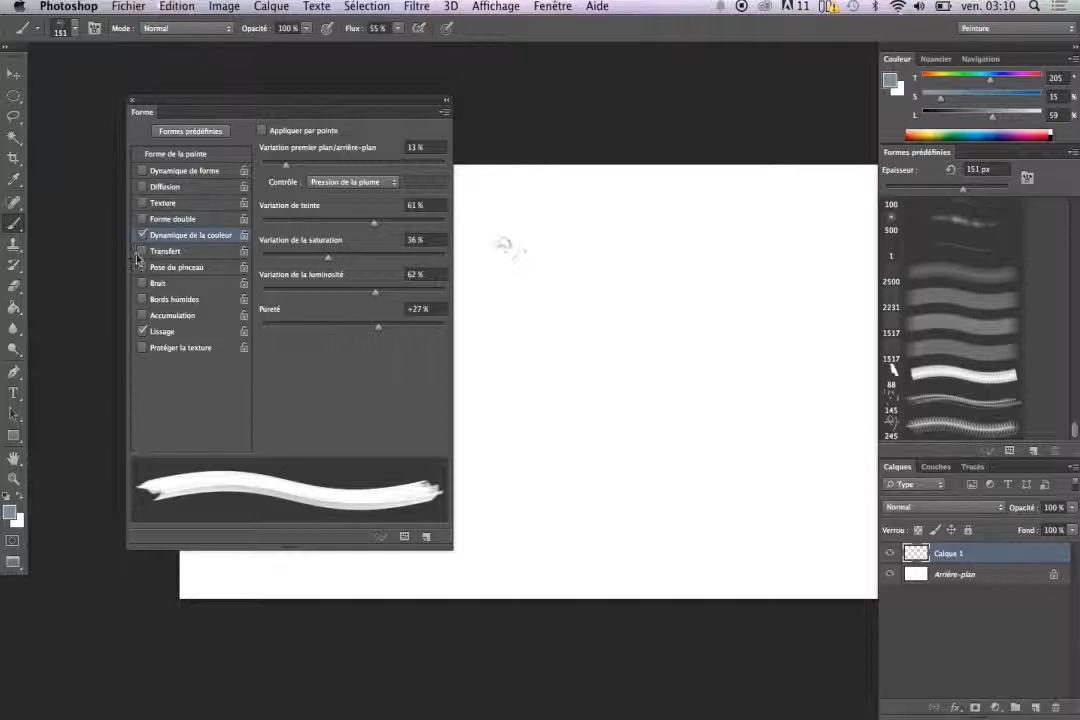 Photoshop Fichier Edition Image Calque Texte Sélection Filtre 3D Affichage Fenêtre Aide 11 ven. 03:10
151 Mode : Normal Opacité : 100 % Flux : 55 % Peinture
Couleur Nuancier Navigation
T 205 °
S 15 %
L 59 %
Forme
Formes prédéfinies Appliquer par pointe
Forme de la pointe
Dynamique de forme
Diffusion
Texture
Forme double
Dynamique de la couleur
Transfert
Pose du pinceau
Bruit
Bords humides
Accumulation
Lissage
Protéger la texture
Variation premier plan/arrière-plan 13 %
Contrôle : Pression de la plume
Variation de teinte 61 %
Variation de la saturation 36 %
Variation de la luminosité 62 %
Pureté +27 %
Formes prédéfinies
Epaisseur : 151 px
100
500
1
2500
2231
1517
1517
88
145
245
Calques Couches Tracés
Type
Normal Opacité : 100 %
Verrou : Fond : 100 %
Calque 1
Arrière-plan
T